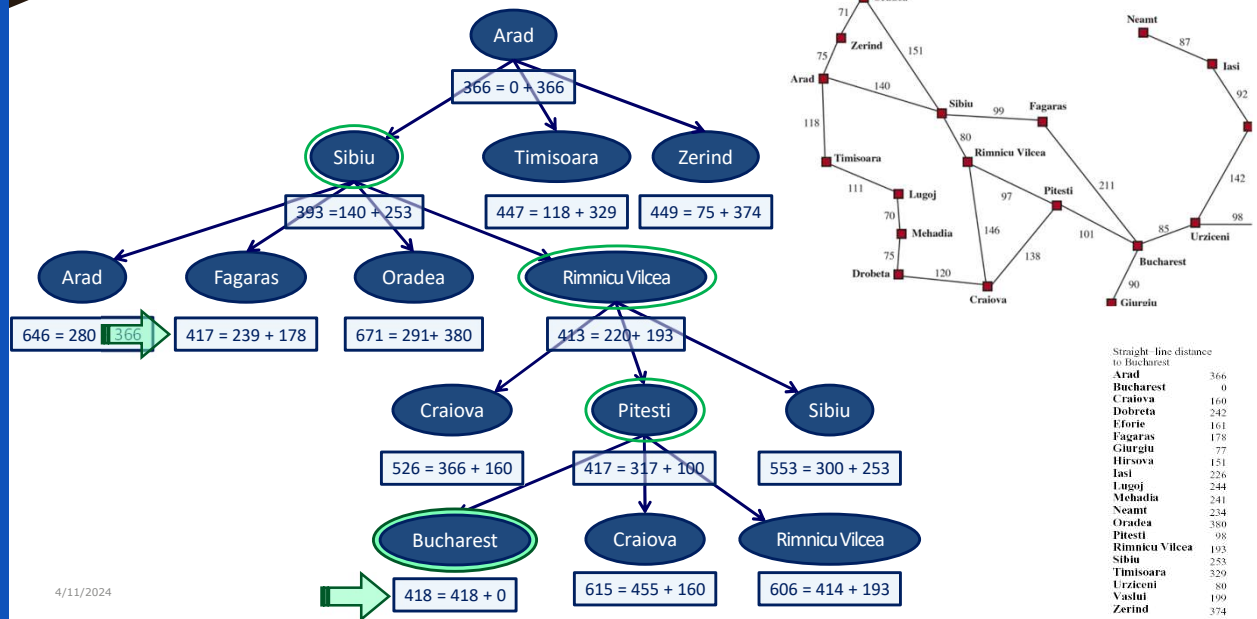 Arad
366 = 0 + 366
Sibiu
Timisoara
Zerind
393 =140 + 253
447 = 118 + 329
449 = 75 + 374
Arad
Fagaras
Oradea
Rimnicu Vilcea
646 = 280 366
417 = 239 + 178
671 = 291+ 380
413 = 220+ 193
Craiova
Pitesti
Sibiu
526 = 366 + 160
417 = 317 + 100
553 = 300 + 253
Bucharest
Craiova
Rimnicu Vilcea
418 = 418 + 0
615 = 455 + 160
606 = 414 + 193
4/11/2024
71
Neamt
Zerind
87
151
Iasi
75
Arad
92
140
Sibiu
Fagaras
118
99
80
Timisoara
Rimnicu Vilcea
142
111
Pitesti
211
Lugoj
97
98
70
85
Mehadia
101
Urziceni
146
138
75
Bucharest
Drobeta
120
90
Craiova
Giurgiu
Straight-line distance
to Bucharest
Arad 366
Bucharest 0
Craiova 160
Dobreta 242
Eforie 161
Fagaras 178
Giurgiu 77
Hirsova 151
Iasi 226
Lugoj 244
Mehadia 241
Neamt 234
Oradea 380
Pitesti 98
Rimnicu Vilcea 193
Sibiu 253
Timisoara 329
Urziceni 80
Vaslui 199
Zerind 374